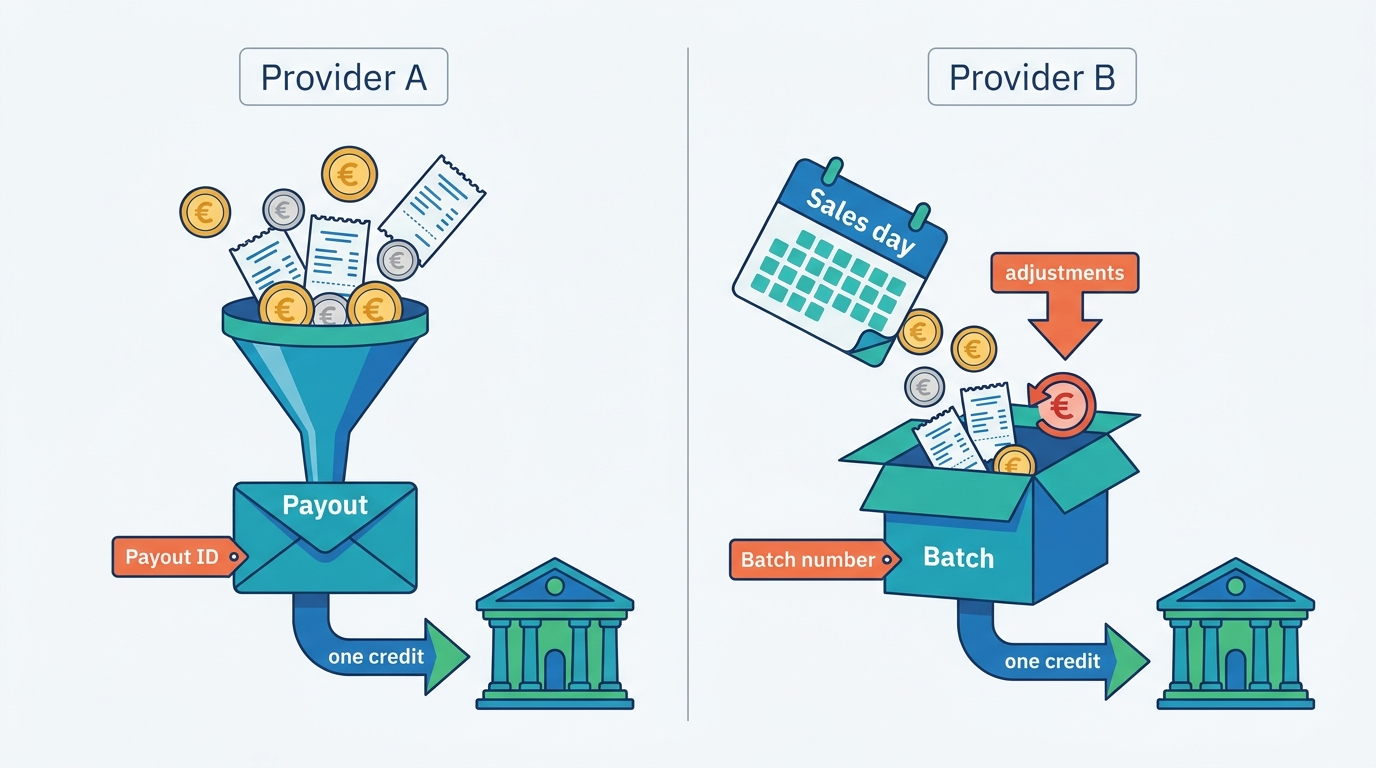 Provider A
Payout
Payout ID
one credit
Provider B
Sales day
adjustments
Batch number
Batch
one credit